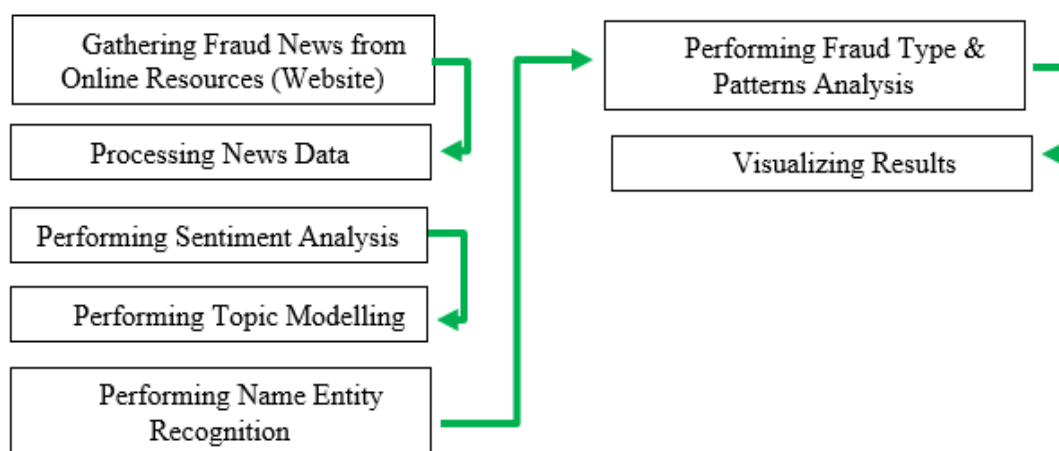 Gathering Fraud News from
Online Resources (Website)
Processing News Data
Performing Sentiment Analysis
Performing Topic Modelling
Performing Name Entity
Recognition
Performing Fraud Type &
Patterns Analysis
Visualizing Results